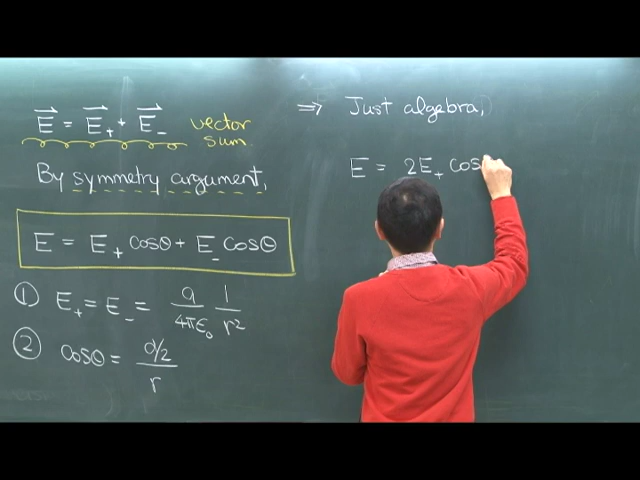 E⃗ = E⃗₊ + E⃗₋ vector sum
By symmetry argument,
E = E₊ cosθ + E₋ cosθ
① E₊ = E₋ = q/4πε₀ 1/r²
② cosθ = d/2 / r
⇒ Just algebra,
E = 2E₊ cos